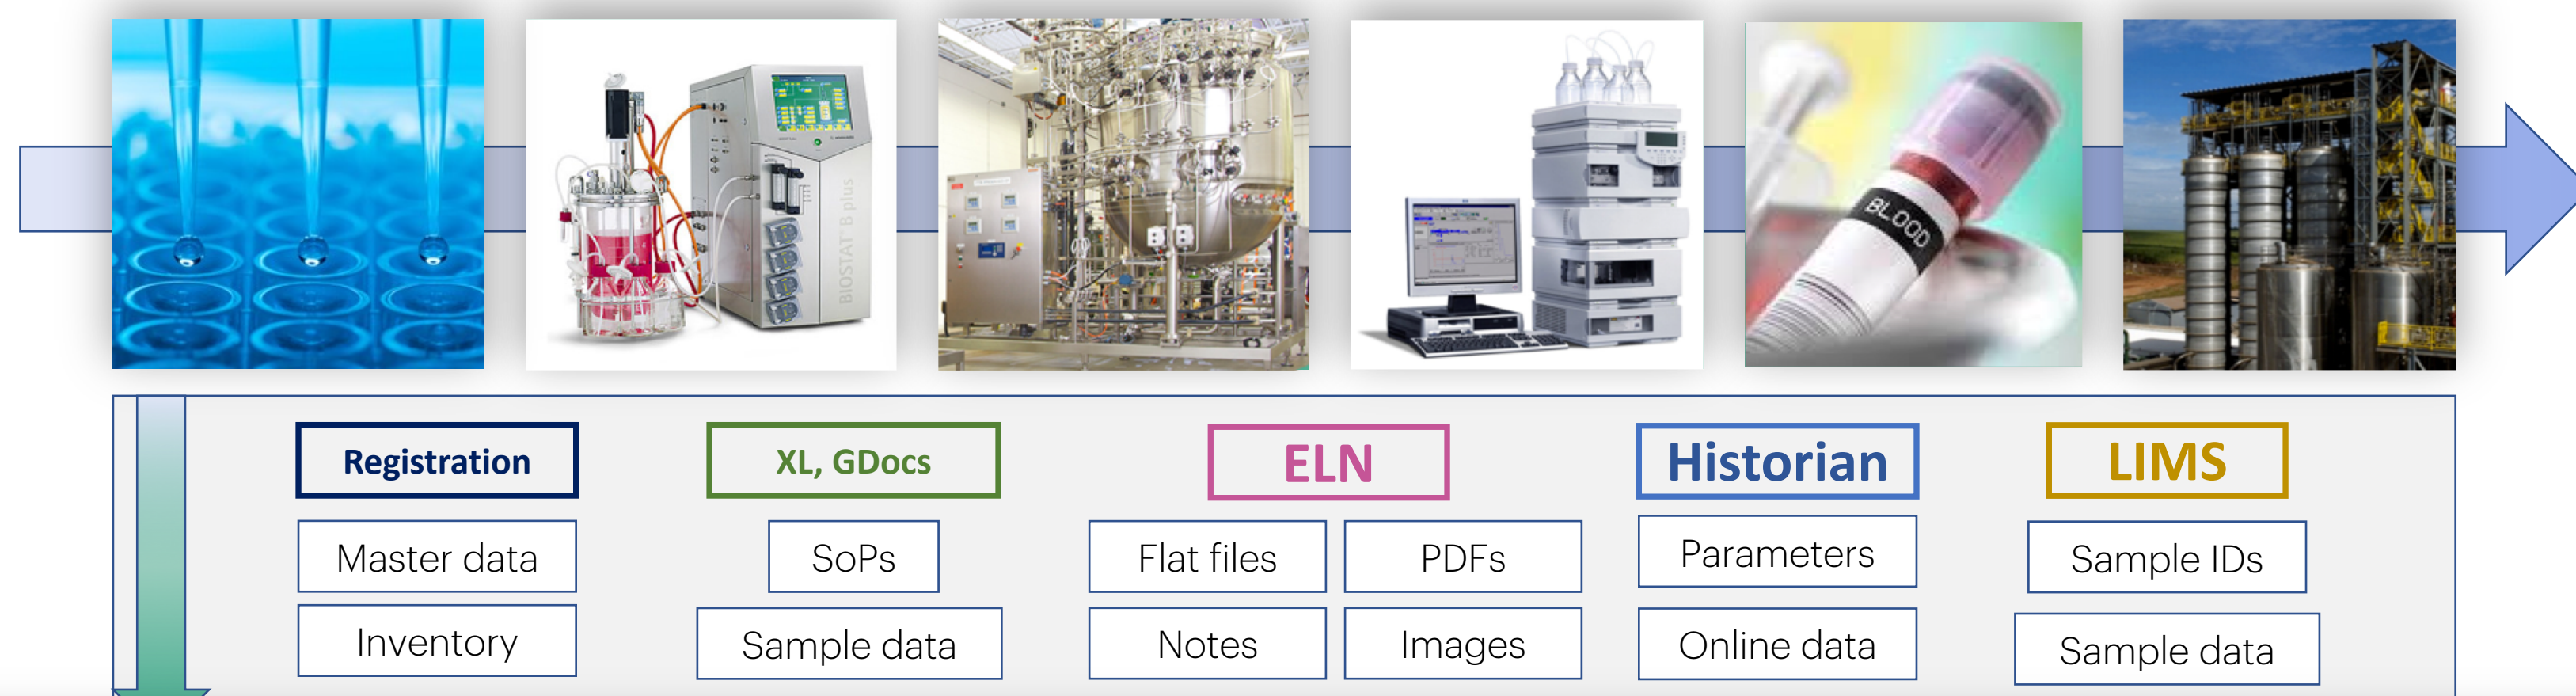 BIOSTAT B plus
BLOOD
Registration
XL, GDocs
ELN
Historian
LIMS
Master data
SoPs
Flat files
PDFs
Parameters
Sample IDs
Inventory
Sample data
Notes
Images
Online data
Sample data